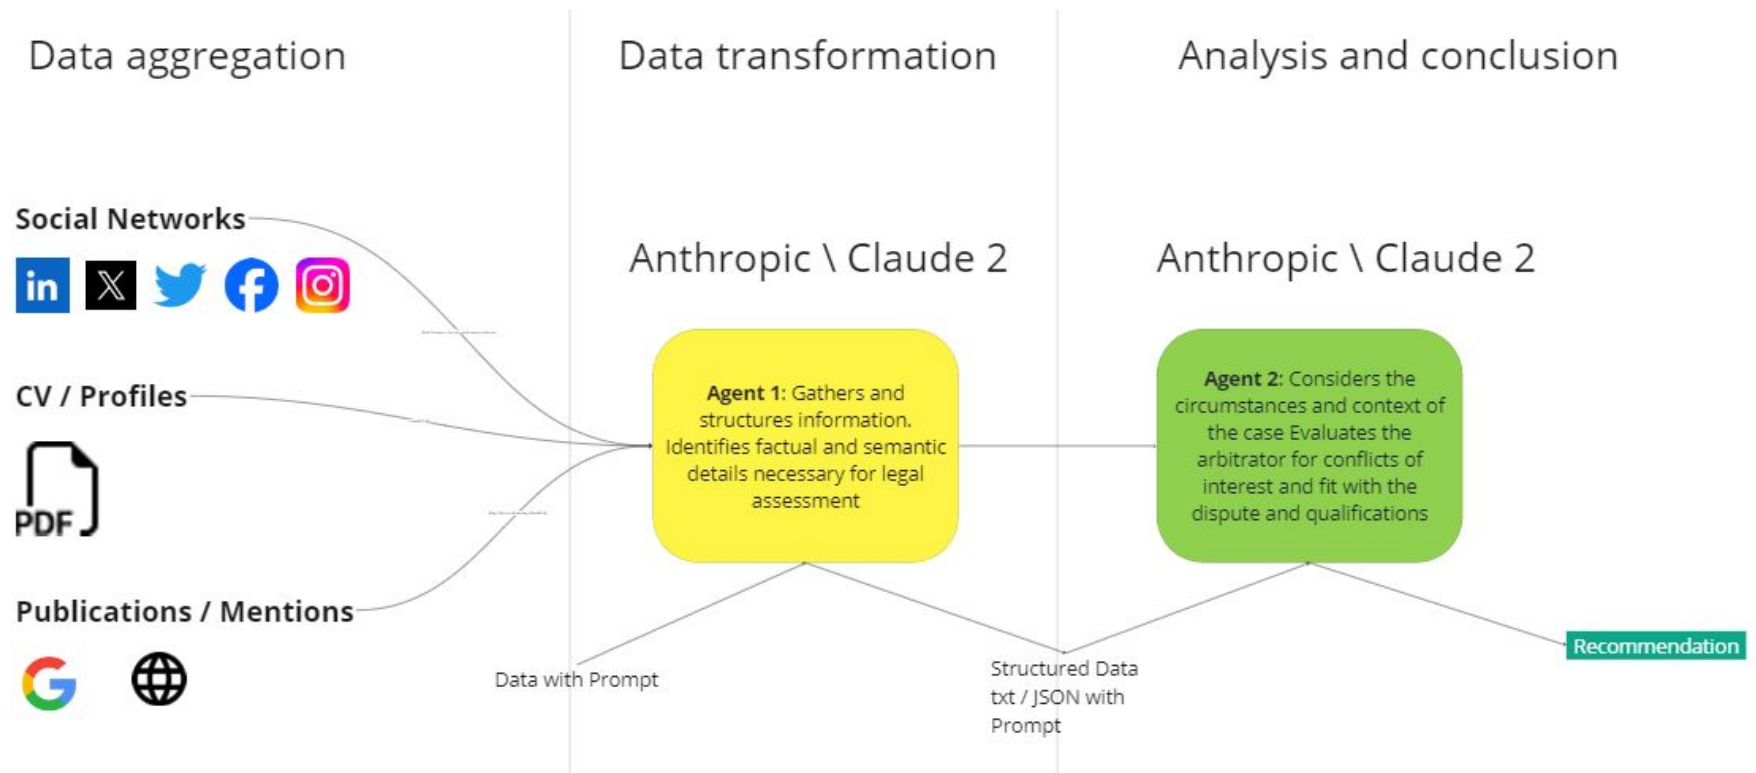 Data aggregation
Data transformation
Analysis and conclusion
Social Networks
in
X
CV / Profiles
PDF
Publications / Mentions
G
Anthropic \ Claude 2
Agent 1: Gathers and
structures information.
Identifies factual and semantic
details necessary for legal
assessment
Data with Prompt
Anthropic \ Claude 2
Agent 2: Considers the
circumstances and context of
the case Evaluates the
arbitrator for conflicts of
interest and fit with the
dispute and qualifications
Structured Data
txt / JSON with
Prompt
Recommendation